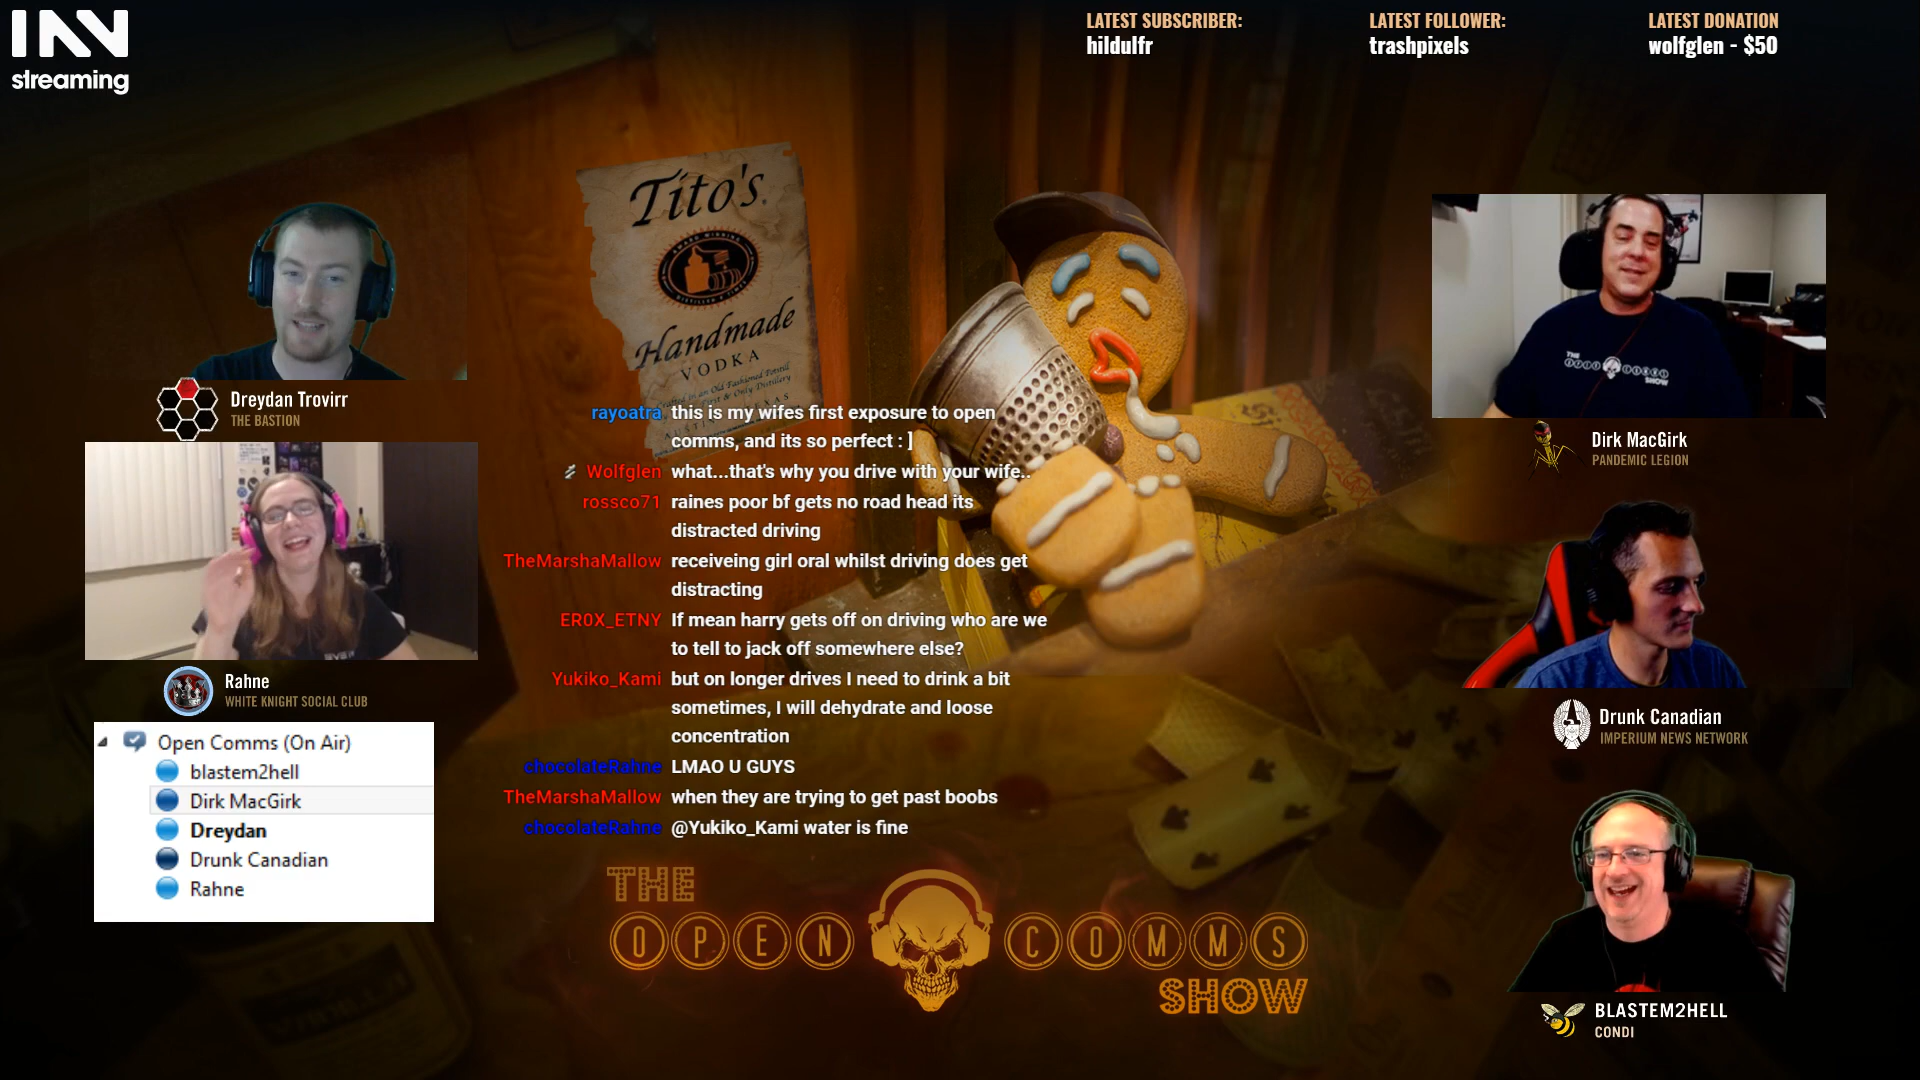 INN
streaming
LATEST SUBSCRIBER:
hildulfr
LATEST FOLLOWER:
trashpixels
LATEST DONATION
wolfglen - $50
Tito's
Handmade
VODKA
AUSTIN, TEXAS
Dreydan Trovirr
THE BASTION
Rahne
WHITE KNIGHT SOCIAL CLUB
Open Comms (On Air)
blastem2hell
Dirk MacGirk
Dreydan
Drunk Canadian
Rahne
rayoatra this is my wifes first exposure to open
comms, and its so perfect : ]
Wolfglen what...that's why you drive with your wife..
rossco71 raines poor bf gets no road head its
distracted driving
TheMarshaMallow receiveing girl oral whilst driving does get
distracting
ER0X_ETNY If mean harry gets off on driving who are we
to tell to jack off somewhere else?
Yukiko_Kami but on longer drives I need to drink a bit
sometimes, I will dehydrate and loose
concentration
chocolateRahne LMAO U GUYS
TheMarshaMallow when they are trying to get past boobs
chocolateRahne @Yukiko_Kami water is fine
THE
OPEN COMMS
SHOW
THE
OPEN COMMS
SHOW
Dirk MacGirk
PANDEMIC LEGION
Drunk Canadian
IMPERIUM NEWS NETWORK
BLASTEM2HELL
CONDI